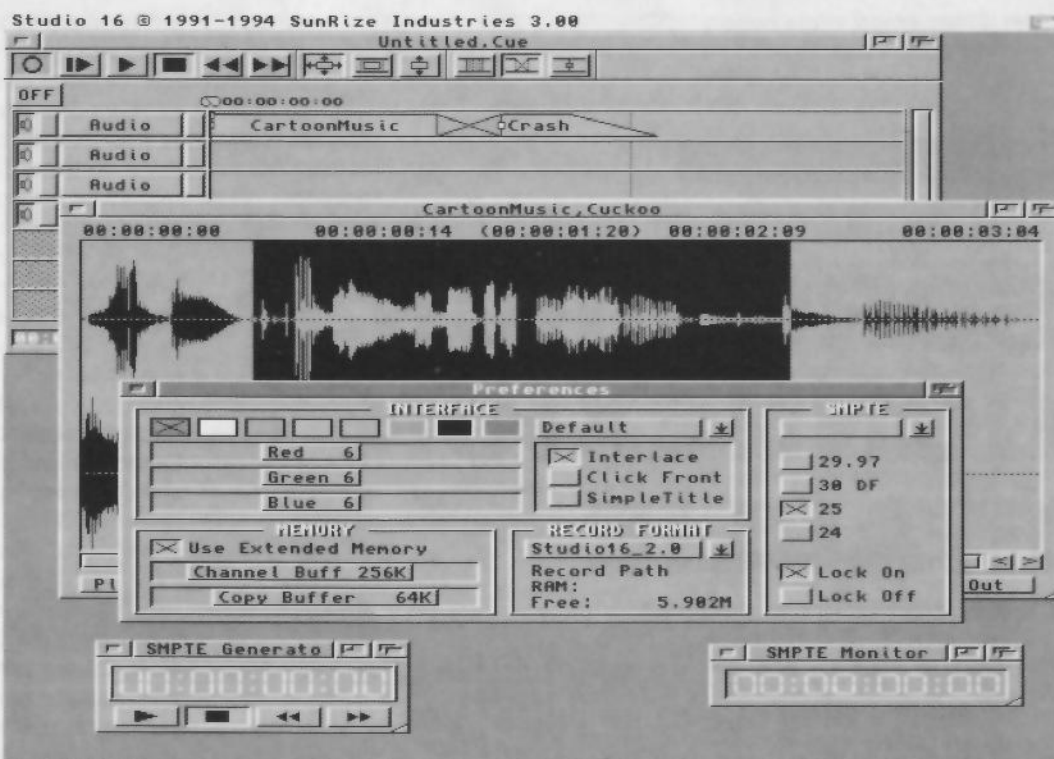 Studio 16 © 1991-1994 SunRize Industries 3.00
Untitled.Cue
OFF
00:00:00:00
Audio
CartoonMusic
Crash
Audio
Audio
CartoonMusic,Cuckoo
00:00:00:00 00:00:00:14 (00:00:01:20) 00:00:02:09 00:00:03:04
Preferences
INTERFACE
Default
Red 6
Green 6
Blue 6
Interlace
Click Front
SimpleTitle
SMPTE
29.97
30 DF
25
24
Lock On
Lock Off
MEMORY
Use Extended Memory
Channel Buff 256K
Copy Buffer 64K
RECORD FORMAT
Studio16_2.0
Record Path
RAM:
Free: 5.902M
Pl
Out
SMPTE Generato
00:00:00:00
SMPTE Monitor
00:00:00:00